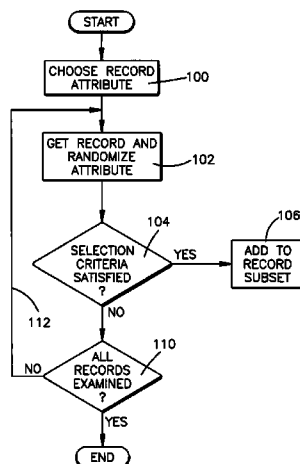 START
CHOOSE RECORD
ATTRIBUTE
100
GET RECORD AND
RANDOMIZE
ATTRIBUTE
102
104
SELECTION
CRITERIA
SATISFIED
?
YES
106
ADD TO
RECORD
SUBSET
NO
112
110
ALL
RECORDS
EXAMINED
?
NO
YES
END